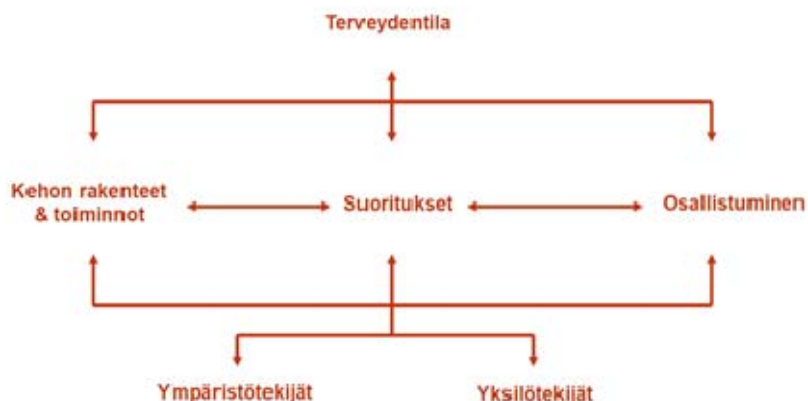 Terveydentila
Kehon rakenteet
& toiminnot
Suoritukset
Osallistuminen
Ympäristötekijät
Yksilötekijät